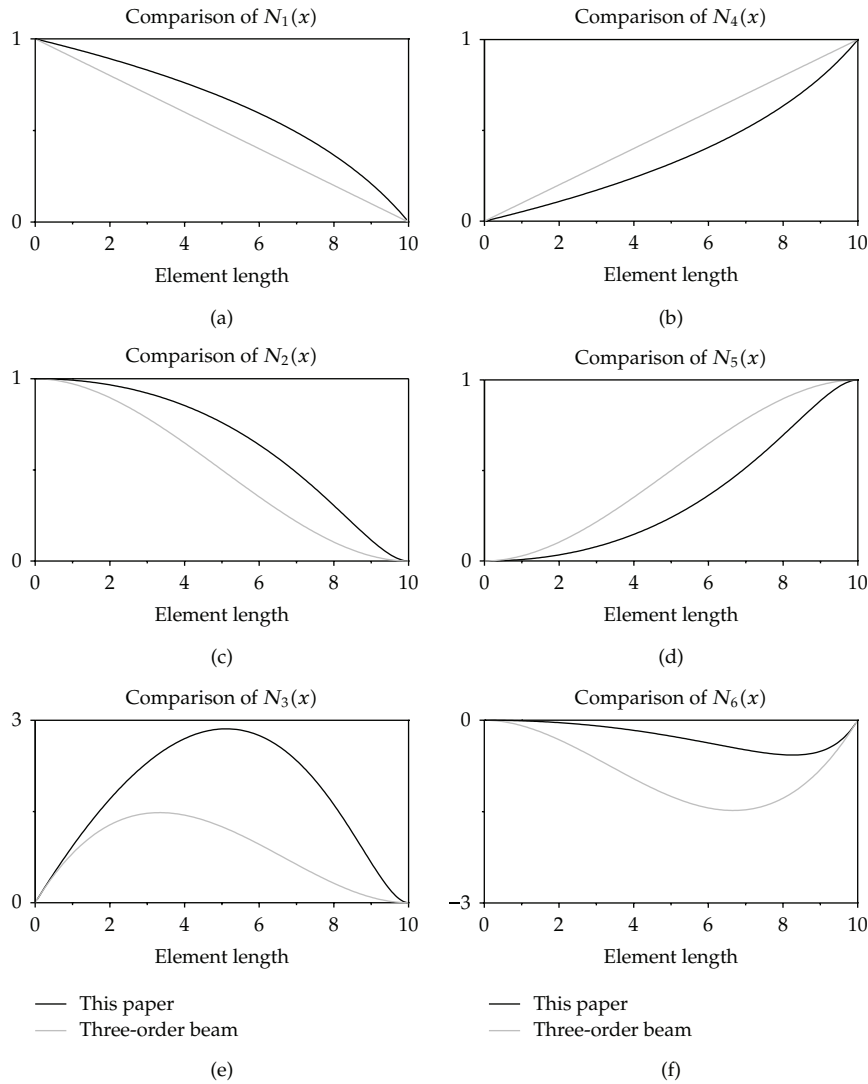 Comparison of N₁(x)
1
0
0 2 4 6 8 10
Element length
(a)
Comparison of N₄(x)
1
0
0 2 4 6 8 10
Element length
(b)
Comparison of N₂(x)
1
0
0 2 4 6 8 10
Element length
(c)
Comparison of N₅(x)
1
0
0 2 4 6 8 10
Element length
(d)
Comparison of N₃(x)
3
0
0 2 4 6 8 10
Element length
This paper
Three-order beam
(e)
Comparison of N₆(x)
0
−3
0 2 4 6 8 10
Element length
This paper
Three-order beam
(f)